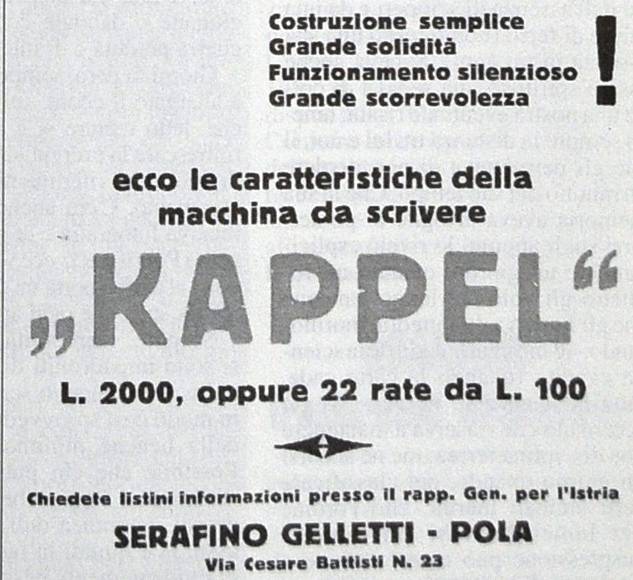 Costruzione semplice
Grande solidità
Funzionamento silenzioso
Grande scorrevolezza
!
ecco le caratteristiche della
macchina da scrivere
„KAPPEL“
L. 2000, oppure 22 rate da L. 100
Chiedete listini informazioni presso il rapp. Gen. per l'Istria
SERAFINO GELLETTI - POLA
Via Cesare Battisti N. 23